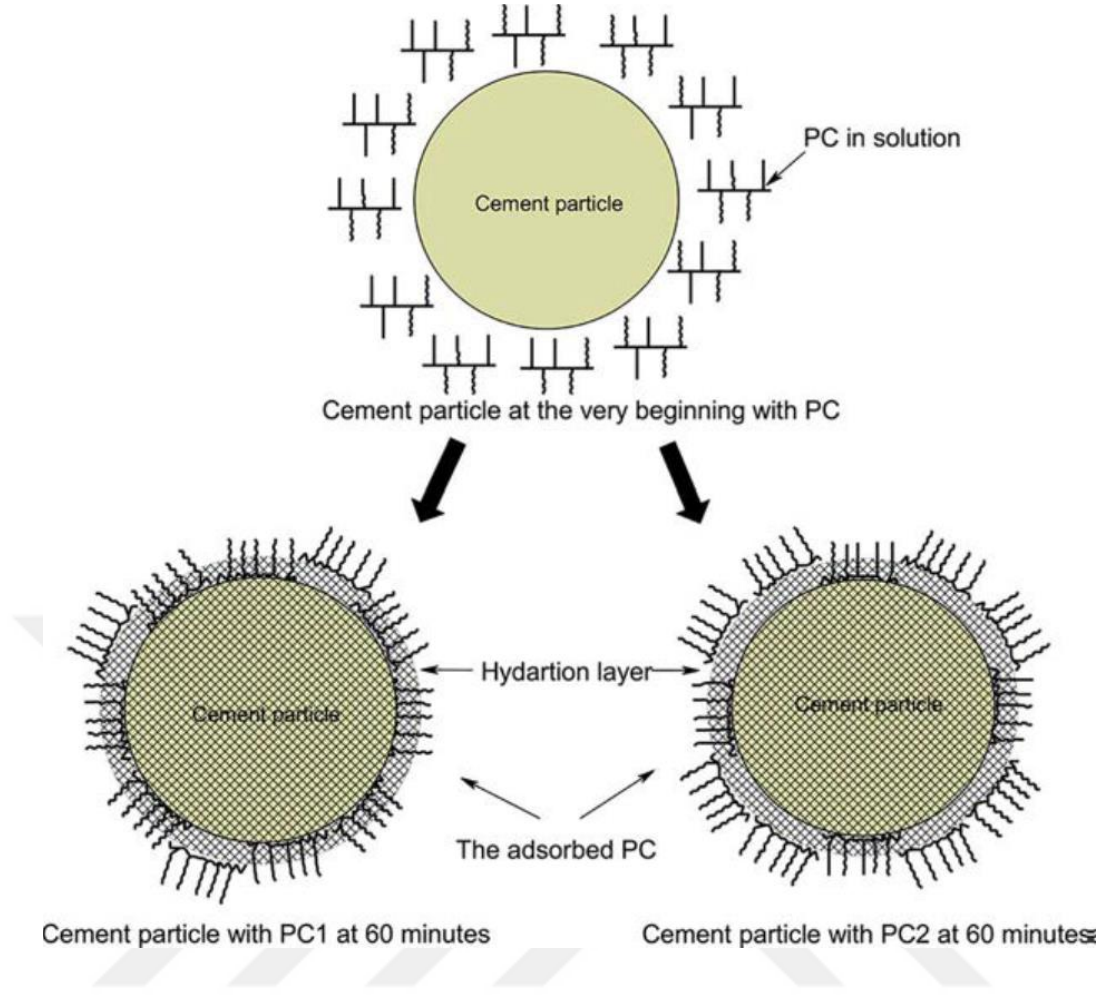 Cement particle
PC in solution
Cement particle at the very beginning with PC
Hydartion layer
Cement particle
Cement particle
The adsorbed PC
Cement particle with PC1 at 60 minutes
Cement particle with PC2 at 60 minutes